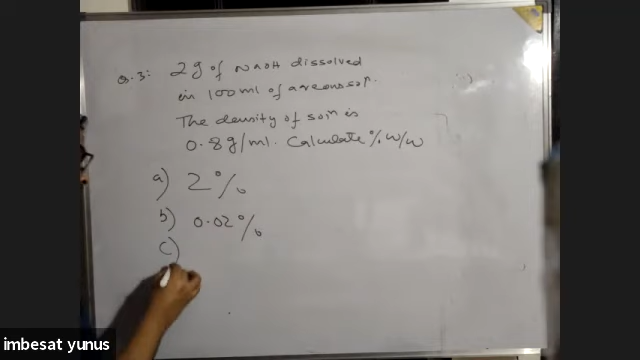 Q.3: 2g of NaOH dissolved
in 100ml of aqeous sol.
The density of solⁿ is
0.8g/ml. Calculate % w/w
a) 2%
b) 0.02%
c)
imbesat yunus